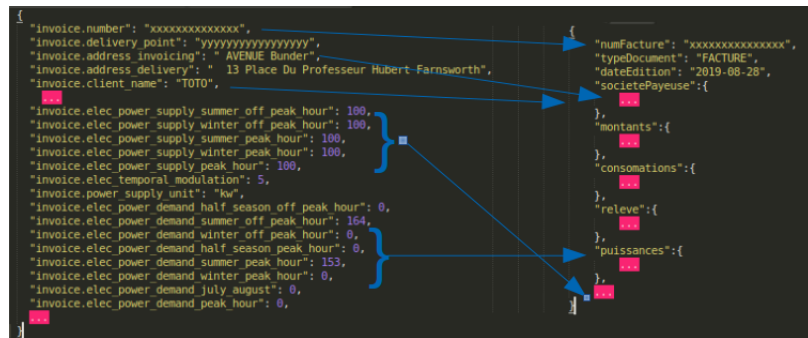 {
"invoice.number": "xxxxxxxxxxxxxx",
"invoice.delivery_point": "yyyyyyyyyyyyyyyyy",
"invoice.address_invoicing": " AVENUE Bunder",
"invoice.address_delivery": "  13 Place Du Professeur Hubert Farnsworth",
"invoice.client_name": "TOTO",
...
"invoice.elec_power_supply_summer_off_peak_hour": 100,
"invoice.elec_power_supply_winter_off_peak_hour": 100,
"invoice.elec_power_supply_summer_peak_hour": 100,
"invoice.elec_power_supply_winter_peak_hour": 100,
"invoice.elec_power_supply_peak_hour": 100,
"invoice.elec_temporal_modulation": 5,
"invoice.power_supply_unit": "kw",
"invoice.elec_power_demand_half_season_off_peak_hour": 0,
"invoice.elec_power_demand_summer_off_peak_hour": 164,
"invoice.elec_power_demand_winter_off_peak_hour": 0,
"invoice.elec_power_demand_half_season_peak_hour": 0,
"invoice.elec_power_demand_summer_peak_hour": 153,
"invoice.elec_power_demand_winter_peak_hour": 0,
"invoice.elec_power_demand_july_august": 0,
"invoice.elec_power_demand_peak_hour": 0,
...
}
{
"numFacture": "xxxxxxxxxxxxxxx",
"typeDocument": "FACTURE",
"dateEdition": "2019-08-28",
"societePayeuse":{
...
},
"montants":{
...
},
"consomations":{
...
},
"releve":{
...
},
"puissances":{
...
},
...
}